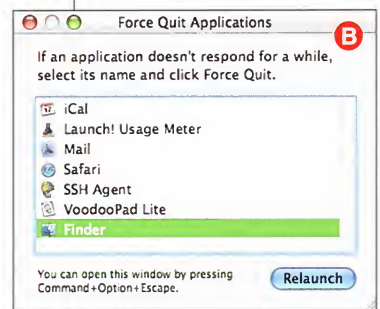 Force Quit Applications
B
If an application doesn't respond for a while,
select its name and click Force Quit.
iCal
Launch! Usage Meter
Mail
Safari
SSH Agent
VoodooPad Lite
Finder
You can open this window by pressing
Command+Option+Escape.
Relaunch